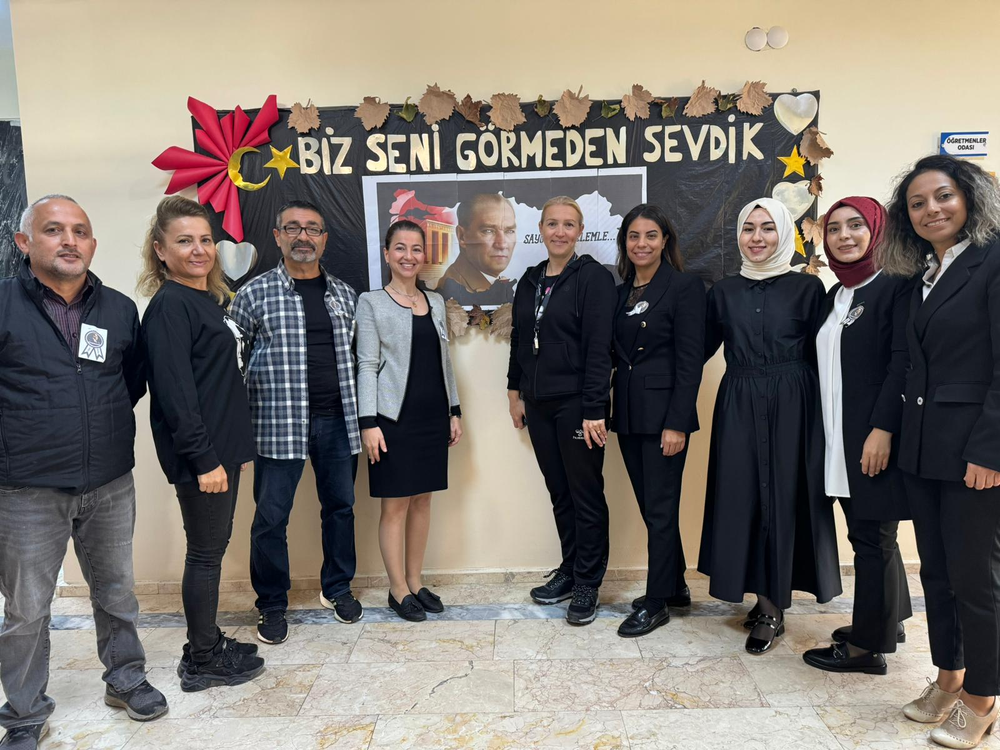 BİZ SENİ GÖRMEDEN SEVDİK
ÖĞRETMENLER
ODASI